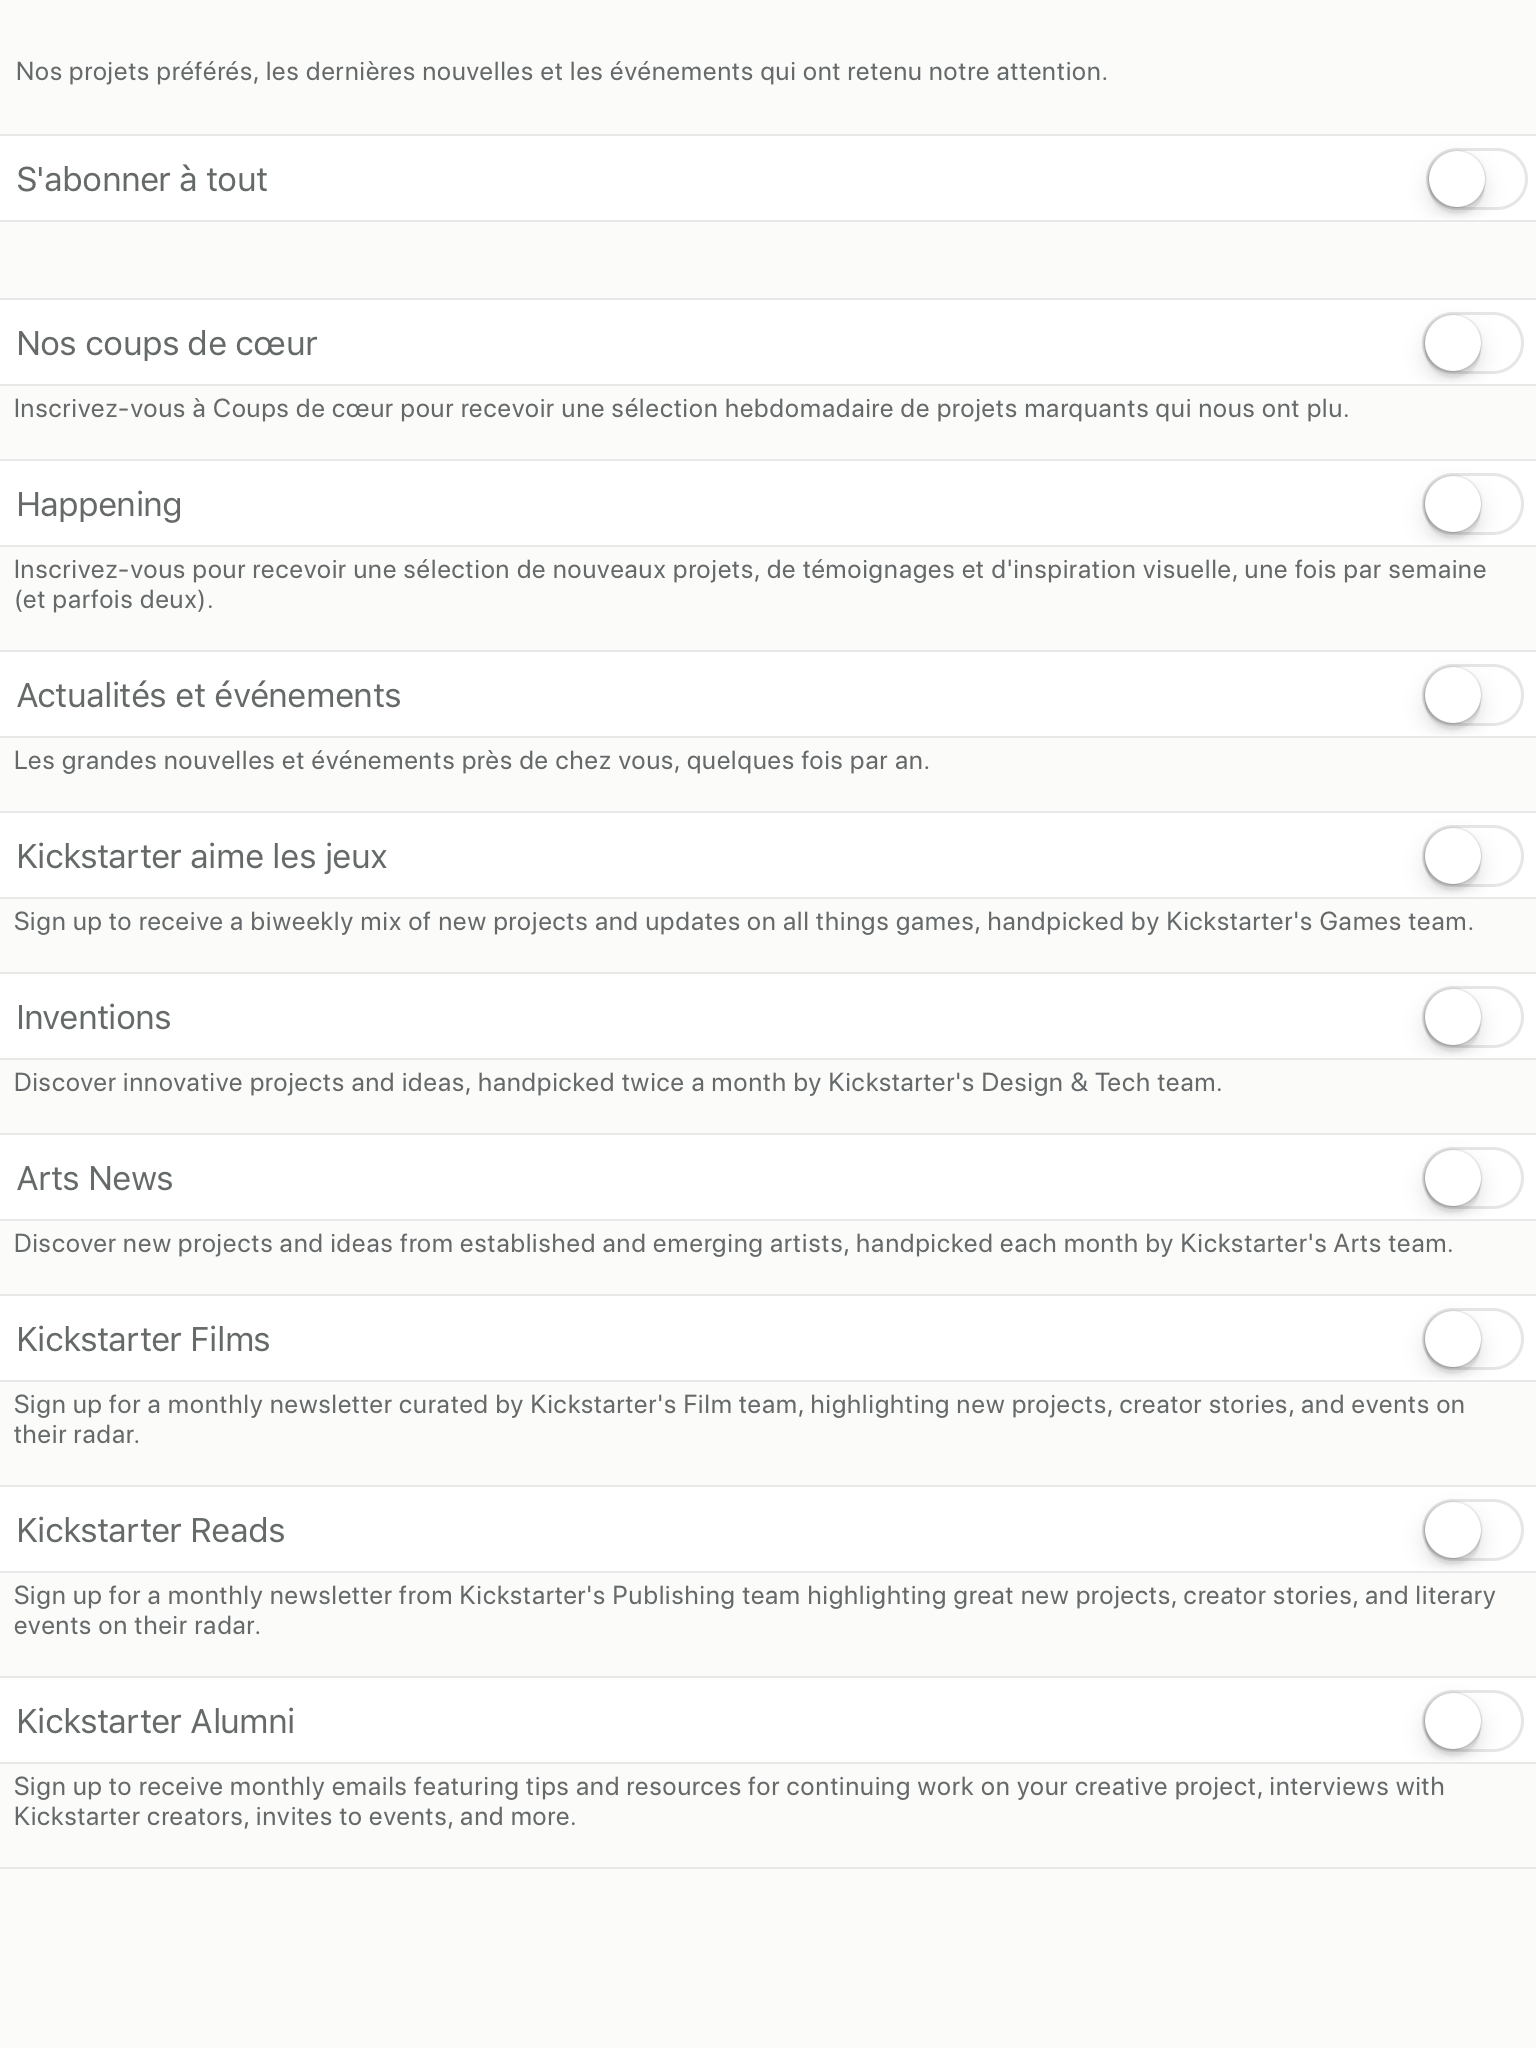 Nos projets préférés, les dernières nouvelles et les événements qui ont retenu notre attention.
S'abonner à tout
Nos coups de cœur
Inscrivez-vous à Coups de cœur pour recevoir une sélection hebdomadaire de projets marquants qui nous ont plu.
Happening
Inscrivez-vous pour recevoir une sélection de nouveaux projets, de témoignages et d'inspiration visuelle, une fois par semaine
(et parfois deux).
Actualités et événements
Les grandes nouvelles et événements près de chez vous, quelques fois par an.
Kickstarter aime les jeux
Sign up to receive a biweekly mix of new projects and updates on all things games, handpicked by Kickstarter's Games team.
Inventions
Discover innovative projects and ideas, handpicked twice a month by Kickstarter's Design & Tech team.
Arts News
Discover new projects and ideas from established and emerging artists, handpicked each month by Kickstarter's Arts team.
Kickstarter Films
Sign up for a monthly newsletter curated by Kickstarter's Film team, highlighting new projects, creator stories, and events on
their radar.
Kickstarter Reads
Sign up for a monthly newsletter from Kickstarter's Publishing team highlighting great new projects, creator stories, and literary
events on their radar.
Kickstarter Alumni
Sign up to receive monthly emails featuring tips and resources for continuing work on your creative project, interviews with
Kickstarter creators, invites to events, and more.